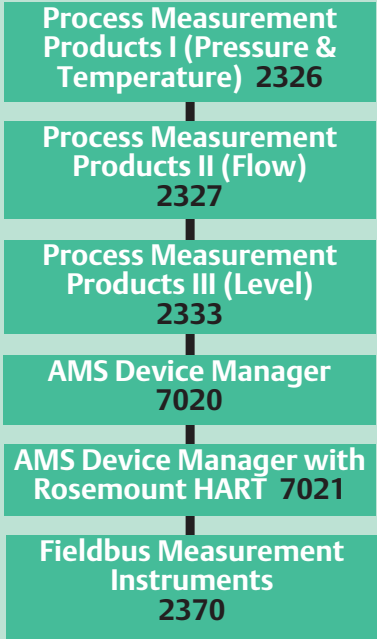 Process Measurement
Products I (Pressure &
Temperature) 2326
Process Measurement
Products II (Flow)
2327
Process Measurement
Products III (Level)
2333
AMS Device Manager
7020
AMS Device Manager with
Rosemount HART 7021
Fieldbus Measurement
Instruments
2370